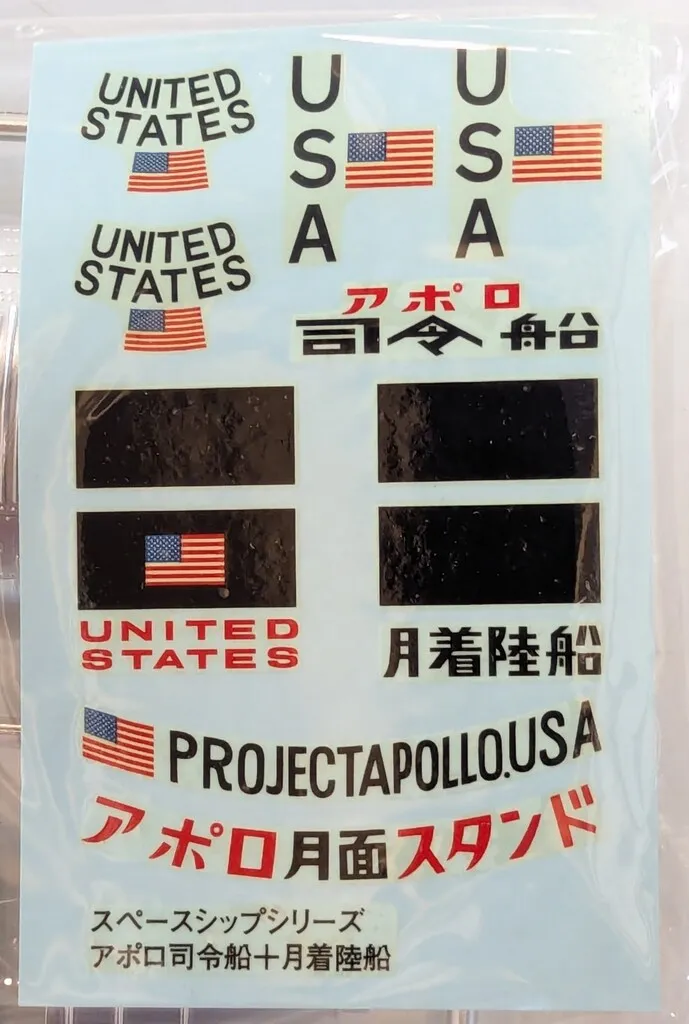 UNITED
STATES
U
S
A
U
S
A
UNITED
STATES
アポロ
司令船
UNITED
STATES
月着陸船
PROJECTAPOLLO.USA
アポロ月面スタンド
スペースシップシリーズ
アポロ司令船+月着陸船